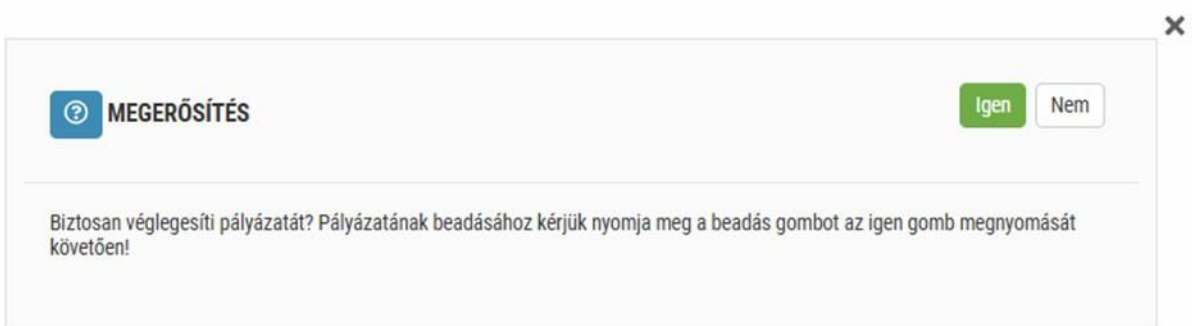 MEGERŐSÍTÉS
Igen
Nem
Biztosan véglegesíti pályázatát? Pályázatának beadásához kérjük nyomja meg a beadás gombot az igen gomb megnyomását
követően!